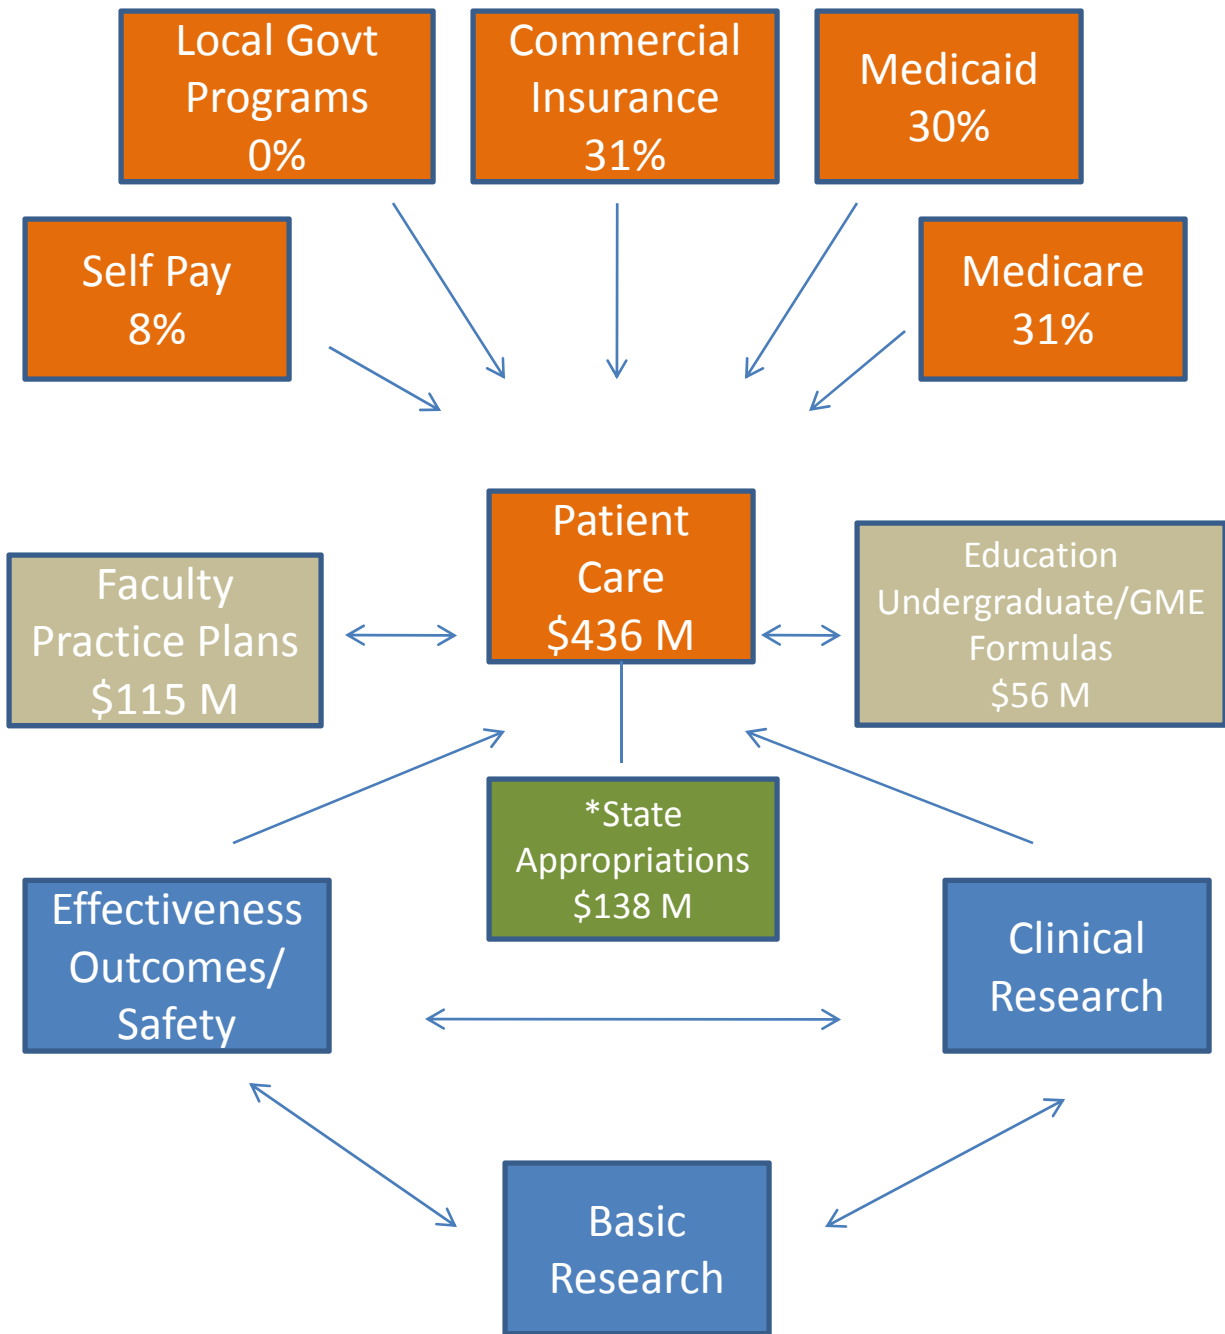 Local Govt
Programs
0%
Commercial
Insurance
31%
Medicaid
30%
Self Pay
8%
Medicare
31%
Patient
Care
$436 M
Faculty
Practice Plans
$115 M
Education
Undergraduate/GME
Formulas
$56 M
*State
Appropriations
$138 M
Effectiveness
Outcomes/
Safety
Clinical
Research
Basic
Research